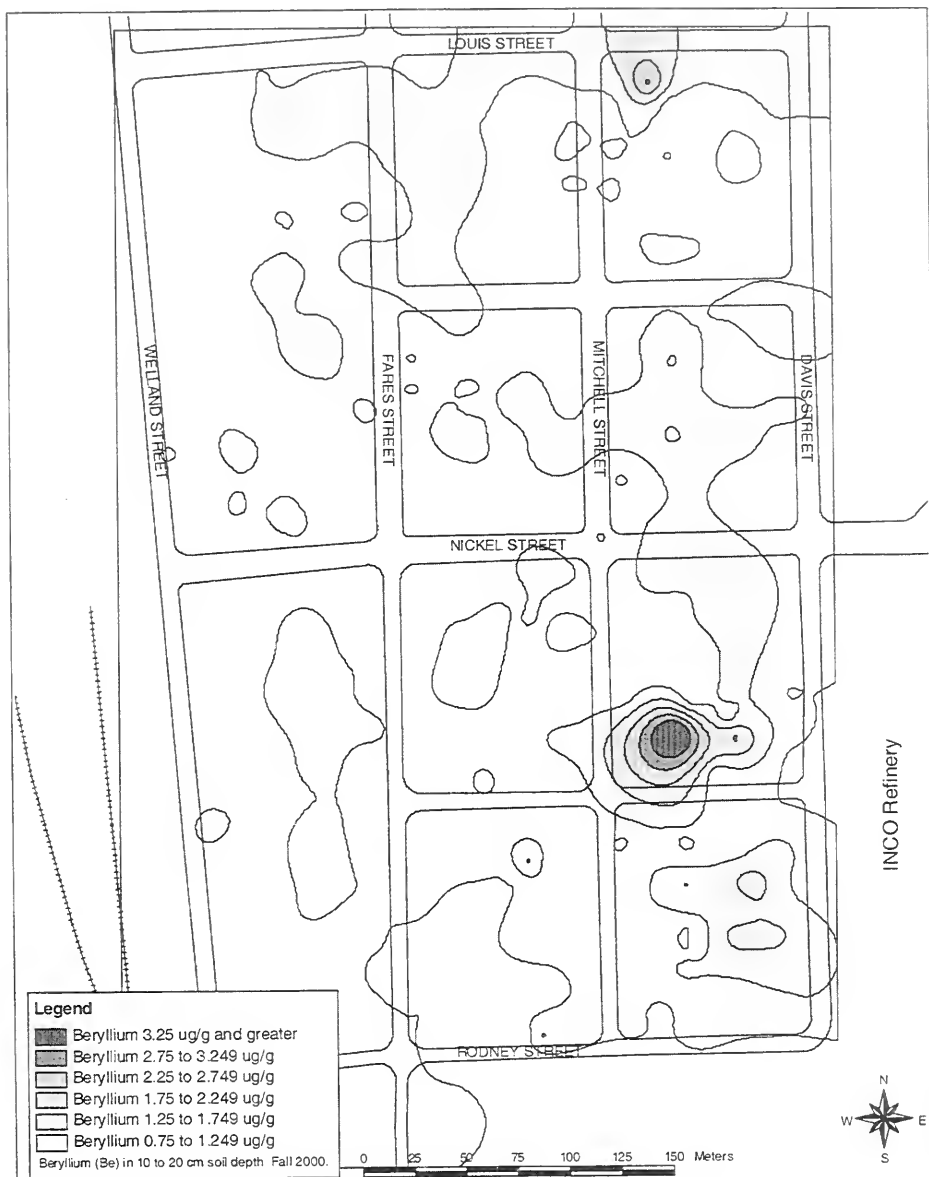 LOUIS STREET
WELLAND STREET
FARES STREET
MITCHELL STREET
DAVIS STREET
NICKEL STREET
INCO Refinery
RODNEY STREET
Legend
Beryllium 3.25 ug/g and greater
Beryllium 2.75 to 3.249 ug/g
Beryllium 2.25 to 2.749 ug/g
Beryllium 1.75 to 2.249 ug/g
Beryllium 1.25 to 1.749 ug/g
Beryllium 0.75 to 1.249 ug/g
Beryllium (Be) in 10 to 20 cm soil depth Fall 2000.
0 25 50 75 100 125 150 Meters
N
W E
S